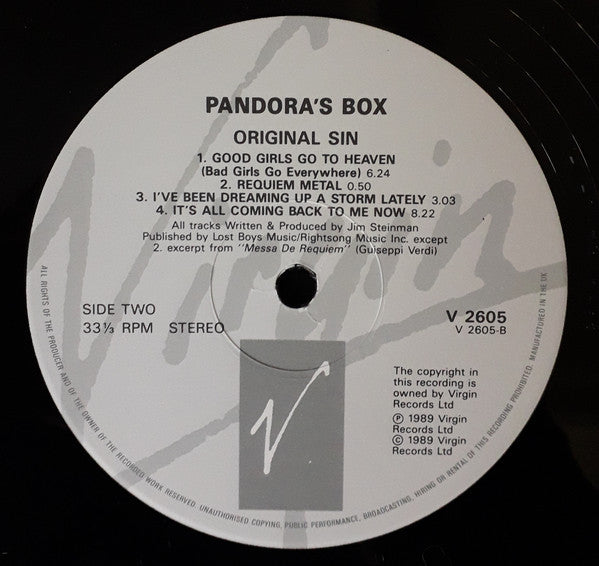 PANDORA'S BOX
ORIGINAL SIN
1. GOOD GIRLS GO TO HEAVEN
(Bad Girls Go Everywhere) 6.24
2. REQUIEM METAL 0.50
3. I'VE BEEN DREAMING UP A STORM LATELY 3.03
4. IT'S ALL COMING BACK TO ME NOW 8.22
All tracks Written & Produced by Jim Steinman
Published by Lost Boys Music/Rightsong Music Inc. except
2. excerpt from "Messa De Requiem" (Guiseppi Verdi)
SIDE TWO
33⅓ RPM STEREO
V 2605
V 2605-B
The copyright in
this recording is
owned by Virgin
Records Ltd
Ⓟ 1989 Virgin
Records Ltd
© 1989 Virgin
Records Ltd
Virgin
V
ALL RIGHTS OF THE PRODUCER AND OF THE OWNER OF THE RECORDED WORK RESERVED. UNAUTHORISED COPYING, PUBLIC PERFORMANCE, BROADCASTING, HIRING OR RENTAL OF THIS RECORDING PROHIBITED. MANUFACTURED IN THE UK